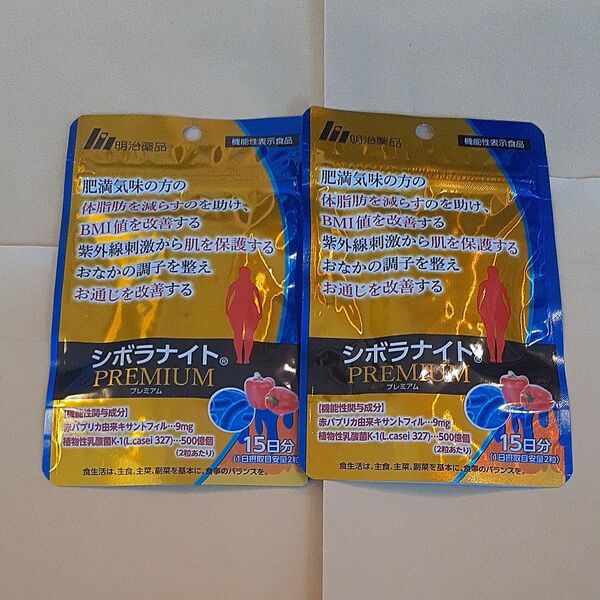 明治薬品
機能性表示食品
肥満気味の方の
体脂肪を減らすのを助け、
BMI値を改善する
紫外線刺激から肌を保護する
おなかの調子を整え
お通じを改善する
シボラナイト®
PREMIUM
プレミアム
【機能性関与成分】
赤パプリカ由来キサントフィル…9mg
植物性乳酸菌K-1(L.casei 327)…500億個
(2粒あたり)
15日分
(1日摂取目安量2粒)
食生活は、主食、主菜、副菜を基本に、食事のバランスを。
明治薬品
機能性表示食品
肥満気味の方の
体脂肪を減らすのを助け、
BMI値を改善する
紫外線刺激から肌を保護する
おなかの調子を整え
お通じを改善する
シボラナイト®
PREMIUM
プレミアム
【機能性関与成分】
赤パプリカ由来キサントフィル…9mg
植物性乳酸菌K-1(L.casei 327)…500億個
(2粒あたり)
15日分
(1日摂取目安量2粒)
食生活は、主食、主菜、副菜を基本に、食事のバランスを。